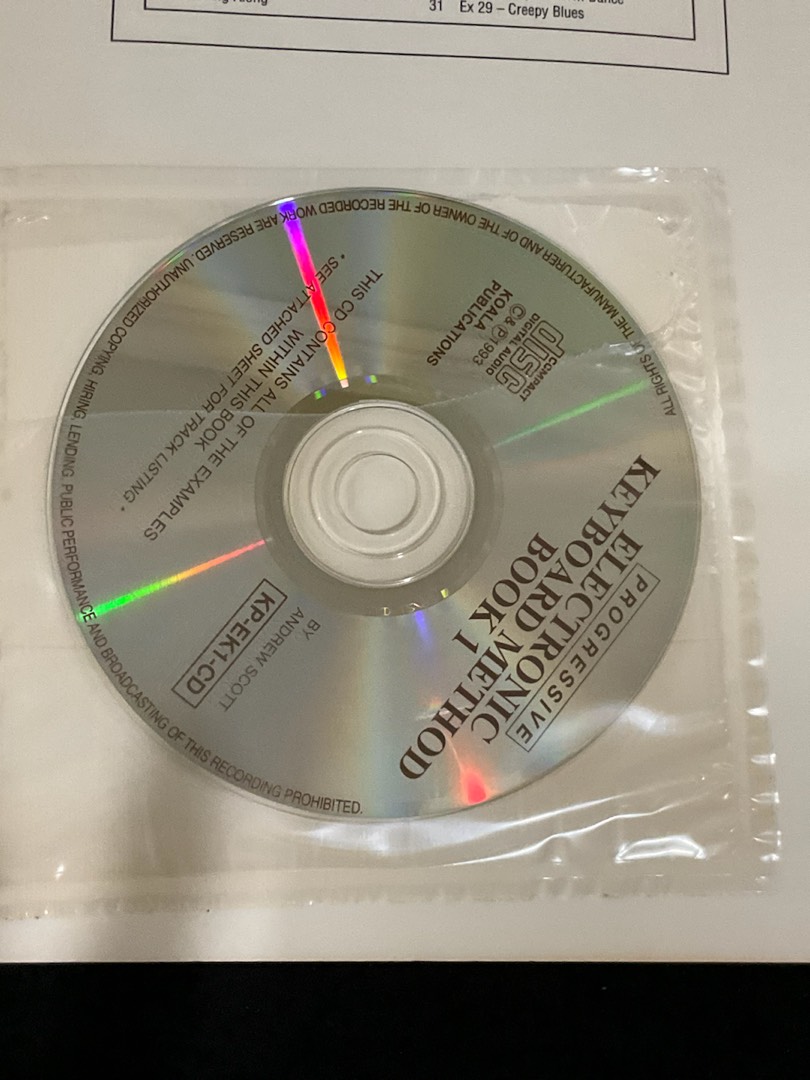 31 Ex 29 – Creepy Blues
PROGRESSIVE
ELECTRONIC
KEYBOARD METHOD
BOOK 1
KOALA
PUBLICATIONS
©& ℗1993
COMPACT
disc
DIGITAL AUDIO
THIS CD CONTAINS ALL OF THE EXAMPLES
WITHIN THIS BOOK
* SEE ATTACHED SHEET FOR TRACK LISTING *
BY
ANDREW SCOTT
KP-EK1-CD
ALL RIGHTS OF THE MANUFACTURER AND OF THE OWNER OF THE RECORDED WORK ARE RESERVED. UNAUTHORIZED COPYING, HIRING, LENDING, PUBLIC PERFORMANCE AND BROADCASTING OF THIS RECORDING PROHIBITED.